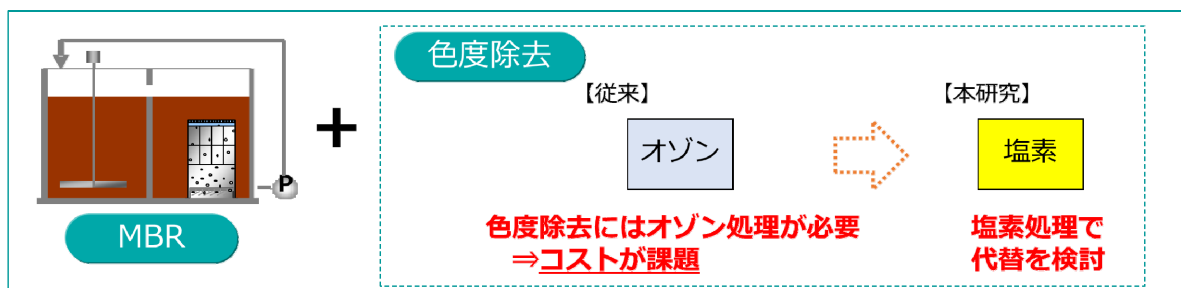 色度除去
【従来】
【本研究】
オゾン
塩素
P
MBR
色度除去にはオゾン処理が必要
⇒コストが課題
塩素処理で
代替を検討